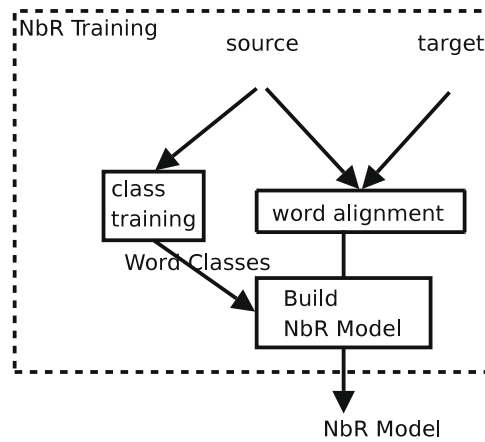 NbR Training
source
target
class
training
word alignment
Word Classes
Build
NbR Model
NbR Model